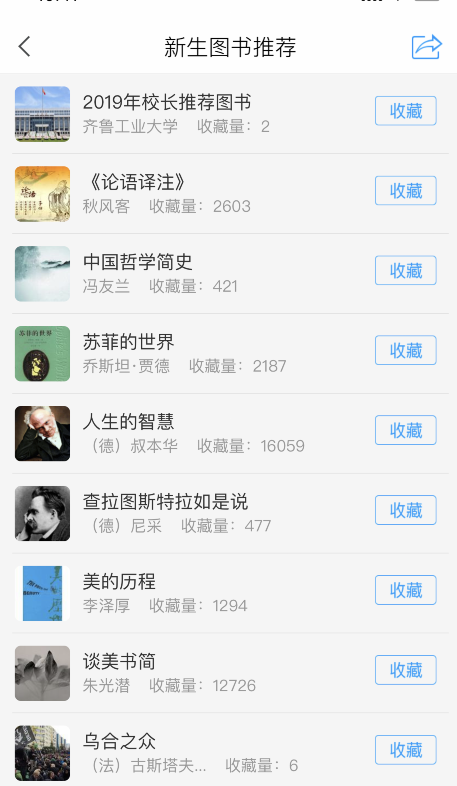 新生图书推荐
2019年校长推荐图书
收藏
齐鲁工业大学 收藏量：2
《论语译注》
收藏
秋风客 收藏量：2603
中国哲学简史
收藏
冯友兰 收藏量：421
苏菲的世界
苏菲的世界
收藏
乔斯坦·贾德 收藏量：2187
人生的智慧
收藏
（德）叔本华 收藏量：16059
查拉图斯特拉如是说
收藏
（德）尼采 收藏量：477
美的历程
收藏
李泽厚 收藏量：1294
谈美书简
收藏
朱光潜 收藏量：12726
乌合之众
收藏
（法）古斯塔夫... 收藏量：6